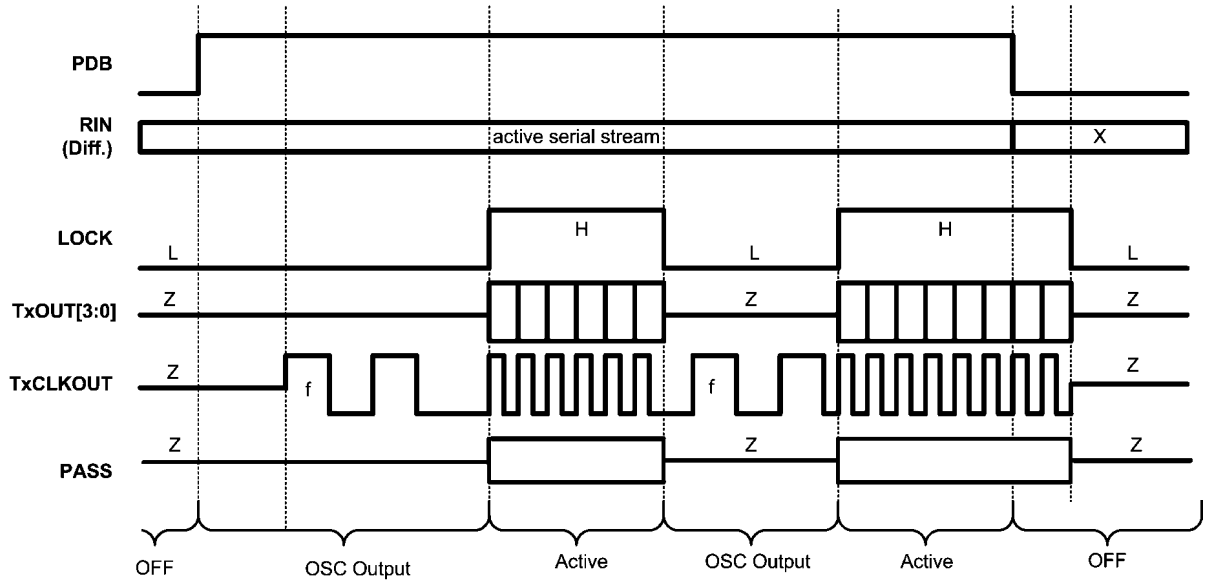 PDB
RIN
(Diff.)
active serial stream
X
LOCK
L
H
L
H
L
TxOUT[3:0]
Z
Z
Z
TxCLKOUT
Z
f
f
Z
PASS
Z
Z
Z
OFF
OSC Output
Active
OSC Output
Active
OFF